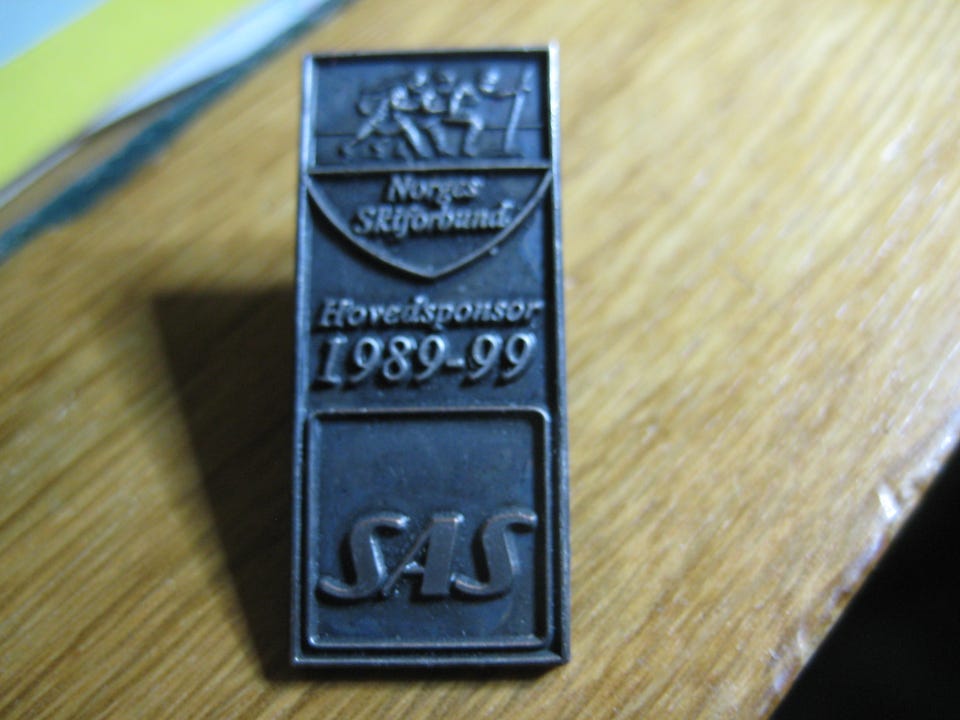 Norges
Skiforbund
Hovedsponsor
1989-99
SAS